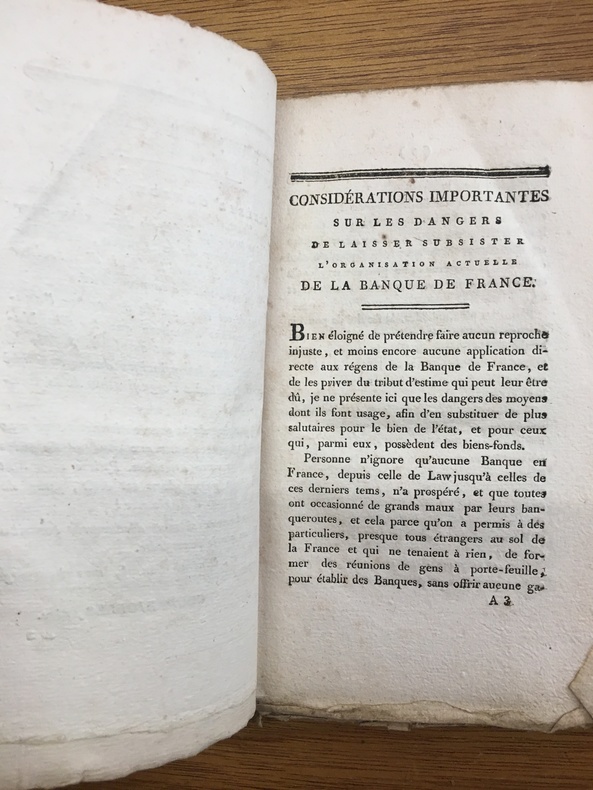 CONSIDÉRATIONS IMPORTANTES
SUR LES DANGERS
DE LAISSER SUBSISTER
L'ORGANISATION ACTUELLE
DE LA BANQUE DE FRANCE.
BIEN éloigné de prétendre faire aucun reproche
injuste, et moins encore aucune application di-
recte aux régens de la Banque de France, et
de les priver du tribut d'estime qui peut leur être
dû, je ne présente ici que les dangers des moyens
dont ils font usage, afin d'en substituer de plus
salutaires pour le bien de l'état, et pour ceux
qui, parmi eux, possèdent des biens-fonds.
Personne n'ignore qu'aucune Banque en
France, depuis celle de Law jusqu'à celles de
ces derniers tems, n'a prospéré, et que toutes
ont occasionné de grands maux par leurs ban-
queroutes, et cela parce qu'on a permis à des
particuliers, presque tous étrangers au sol de
la France et qui ne tenaient à rien, de for-
mer des réunions de gens à porte-feuille,
pour établir des Banques, sans offrir aucune ga-
A 3